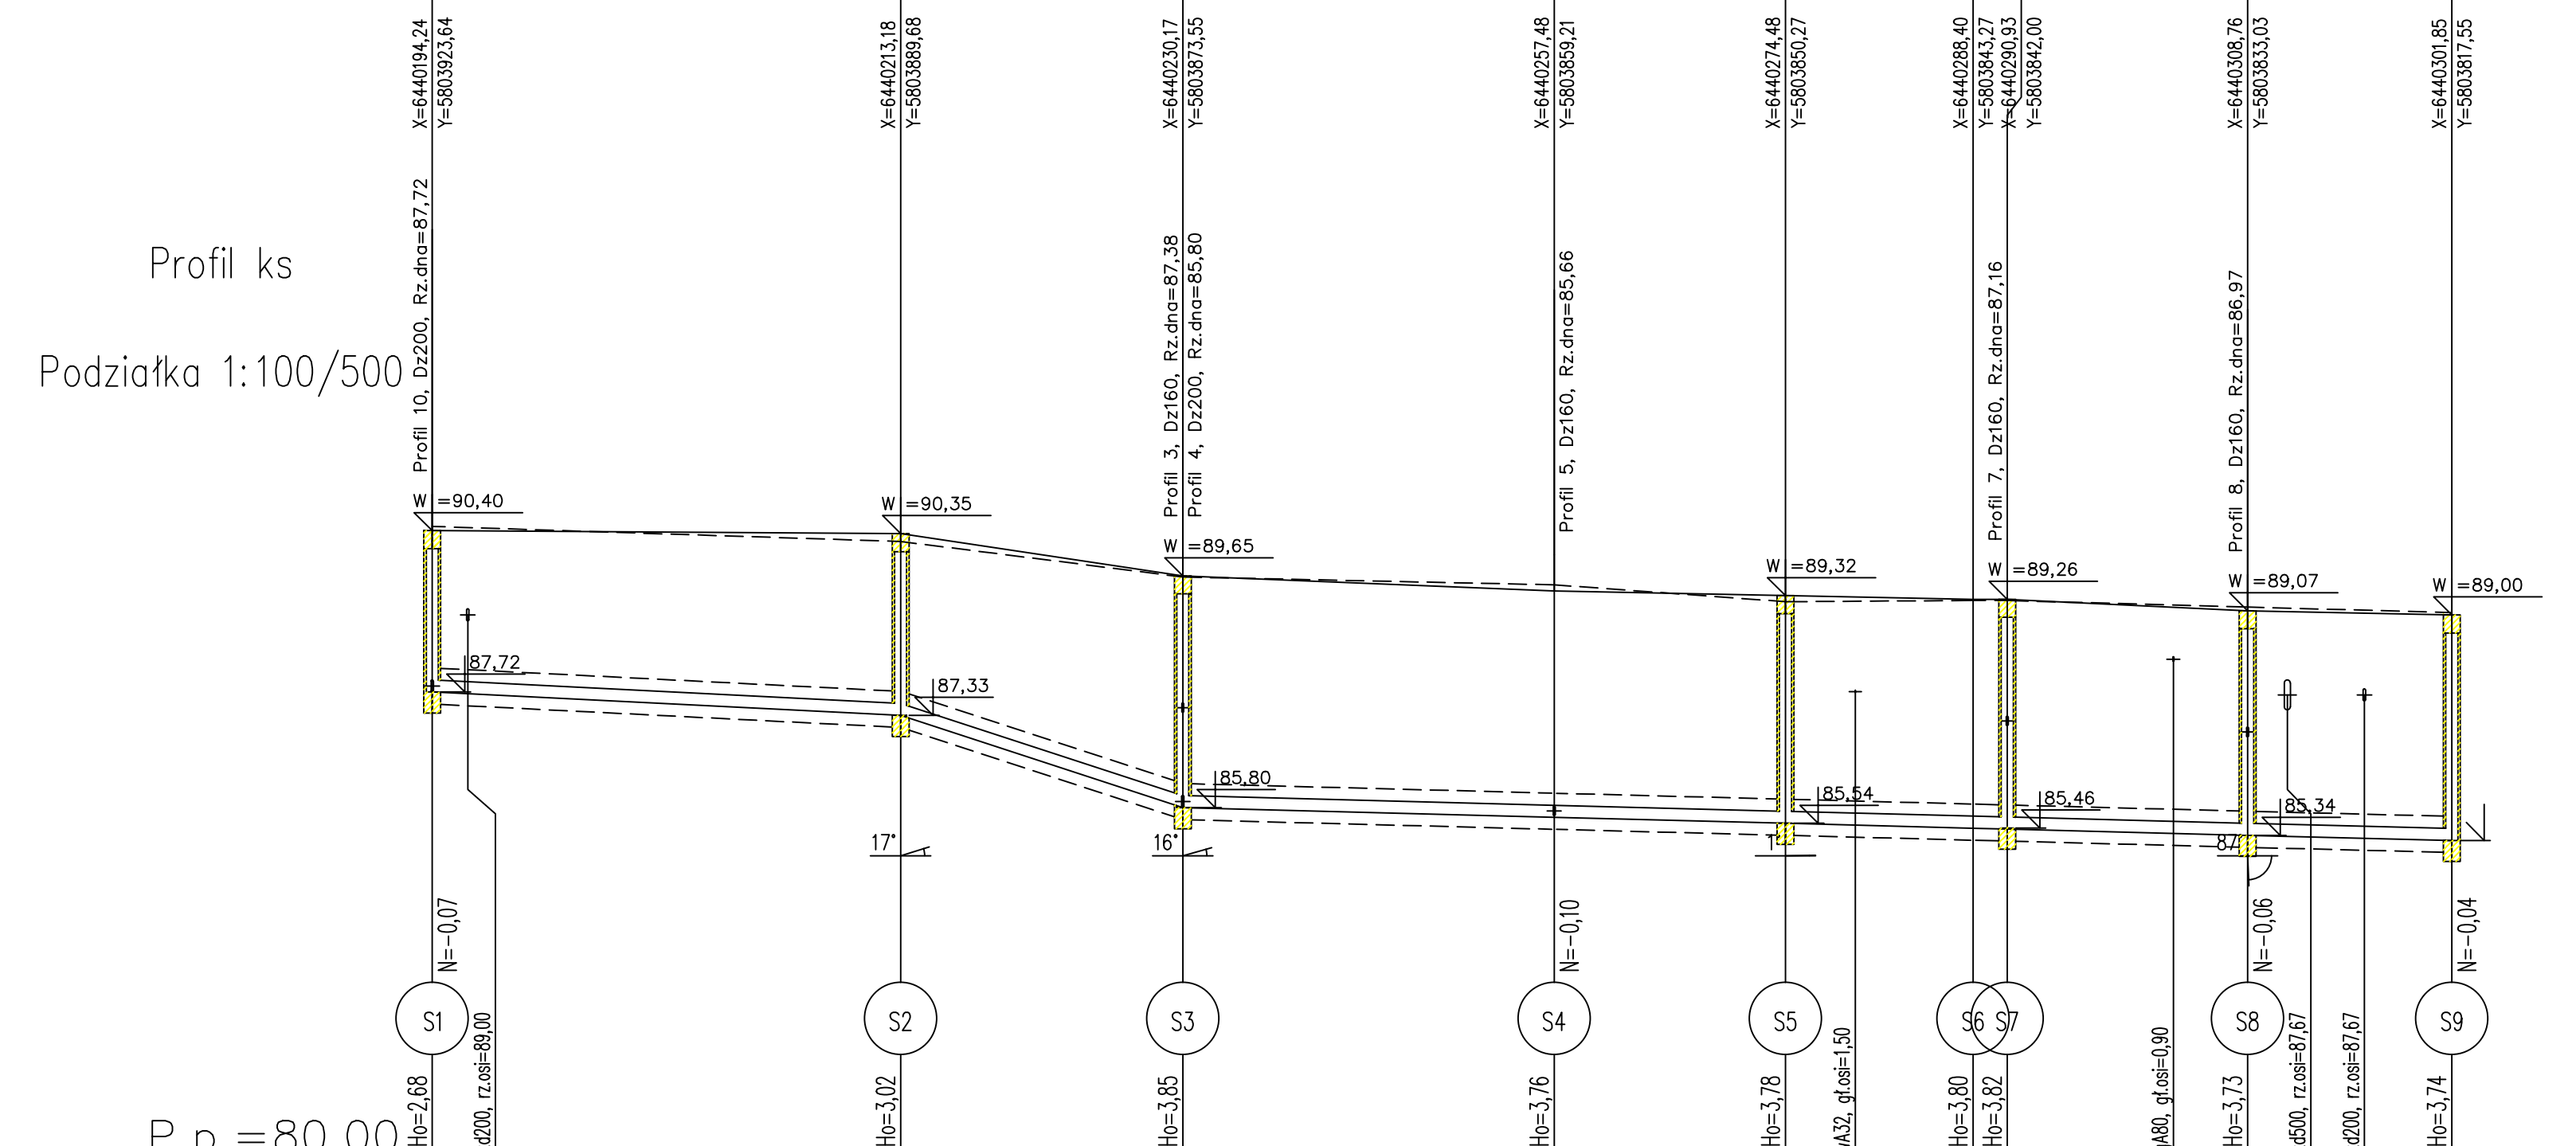 X=6440194,24
Y=5803923,64
X=6440213,18
Y=5803889,68
X=6440230,17
Y=5803873,55
X=6440257,48
Y=5803859,21
X=6440274,48
Y=5803850,27
X=6440288,40
Y=5803843,27
X=6440290,93
Y=5803842,00
X=6440308,76
Y=5803833,03
X=6440301,85
Y=5803817,55
Profil ks
Podziałka 1:100/500
Profil 10, Dz200, Rz.dna=87,72
Profil 3, Dz160, Rz.dna=87,38
Profil 4, Dz200, Rz.dna=85,80
Profil 5, Dz160, Rz.dna=85,66
Profil 7, Dz160, Rz.dna=87,16
Profil 8, Dz160, Rz.dna=86,97
W =90,40
W =90,35
W =89,65
W =89,32
W =89,26
W =89,07
W =89,00
87,72
87,33
85,80
85,54
85,46
85,34
17°
16°
1
87
N=-0,07
N=-0,10
N=-0,06
N=-0,04
S1
S2
S3
S4
S5
S6
S7
S8
S9
d200, rz.osi=89,00
A32, gł.osi=1,50
A80, gł.osi=0,90
d500, rz.osi=87,67
d200, rz.osi=87,67
Ho=2,68
Ho=3,02
Ho=3,85
Ho=3,76
Ho=3,78
Ho=3,80
Ho=3,82
Ho=3,73
Ho=3,74
P.p.=80,00